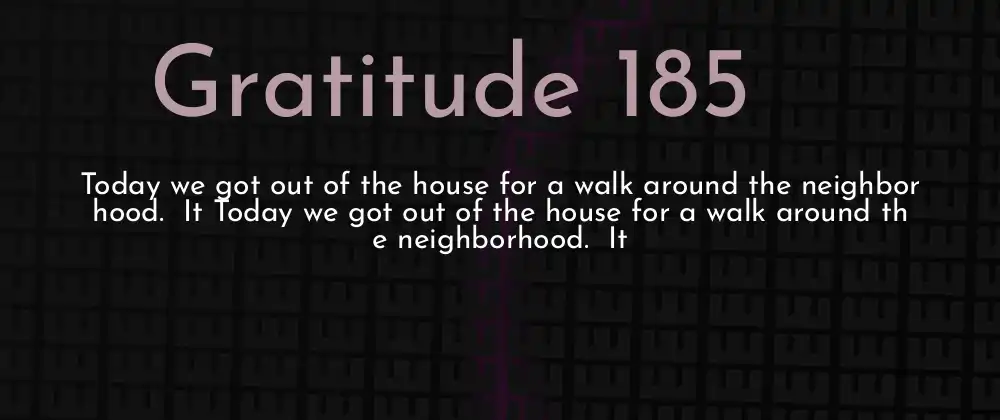 Gratitude 185
Today we got out of the house for a walk around the neighbor
hood.  It Today we got out of the house for a walk around th
e neighborhood.  It